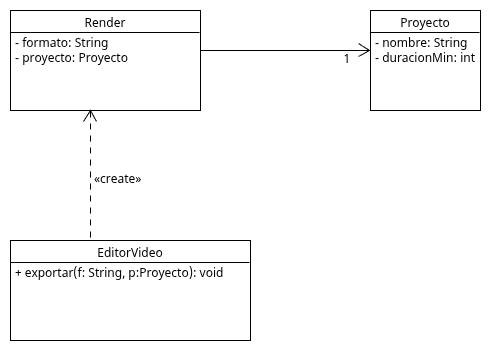 Render
- formato: String
- proyecto: Proyecto
Proyecto
- nombre: String
- duracionMin: int
1
«create»
EditorVideo
+ exportar(f: String, p:Proyecto): void